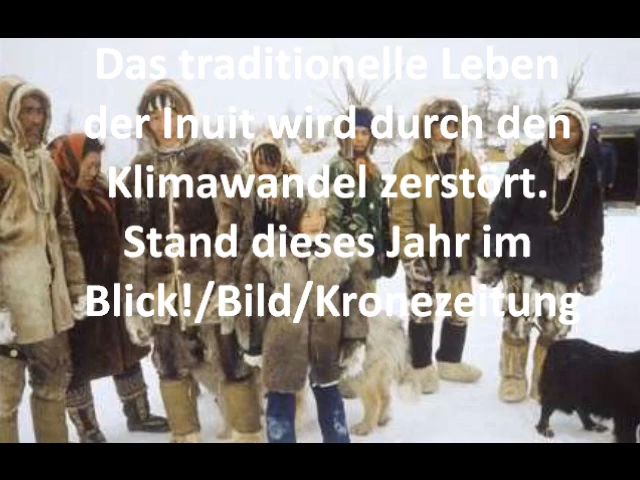 Das traditionelle Leben
der Inuit wird durch den
Klimawandel zerstört.
Stand dieses Jahr im
Blick!/Bild/Kronezeitung